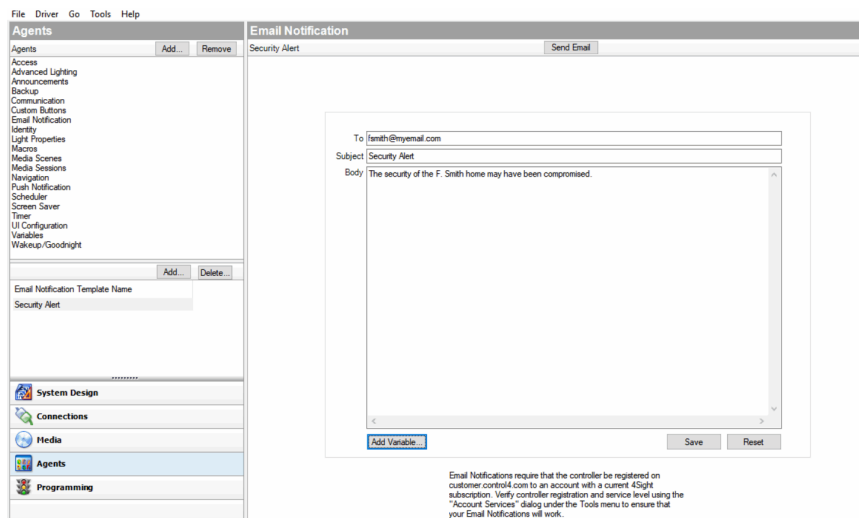 File Driver Go Tools Help
Agents
Agents Add... Remove
Access
Advanced Lighting
Announcements
Backup
Communication
Custom Buttons
Email Notification
Identity
Light Properties
Macros
Media Scenes
Media Sessions
Navigation
Push Notification
Scheduler
Screen Saver
Timer
UI Configuration
Variables
Wakeup/Goodnight
Add... Delete...
Email Notification Template Name
Security Alert
System Design
Connections
Media
Agents
Programming
Email Notification
Security Alert Send Email
To fsmith@myemail.com
Subject Security Alert
Body The security of the F. Smith home may have been compromised.
Add Variable... Save Reset
Email Notifications require that the controller be registered on
customer.control4.com to an account with a current 4Sight
subscription. Verify controller registration and service level using the
"Account Services" dialog under the Tools menu to ensure that
your Email Notifications will work.